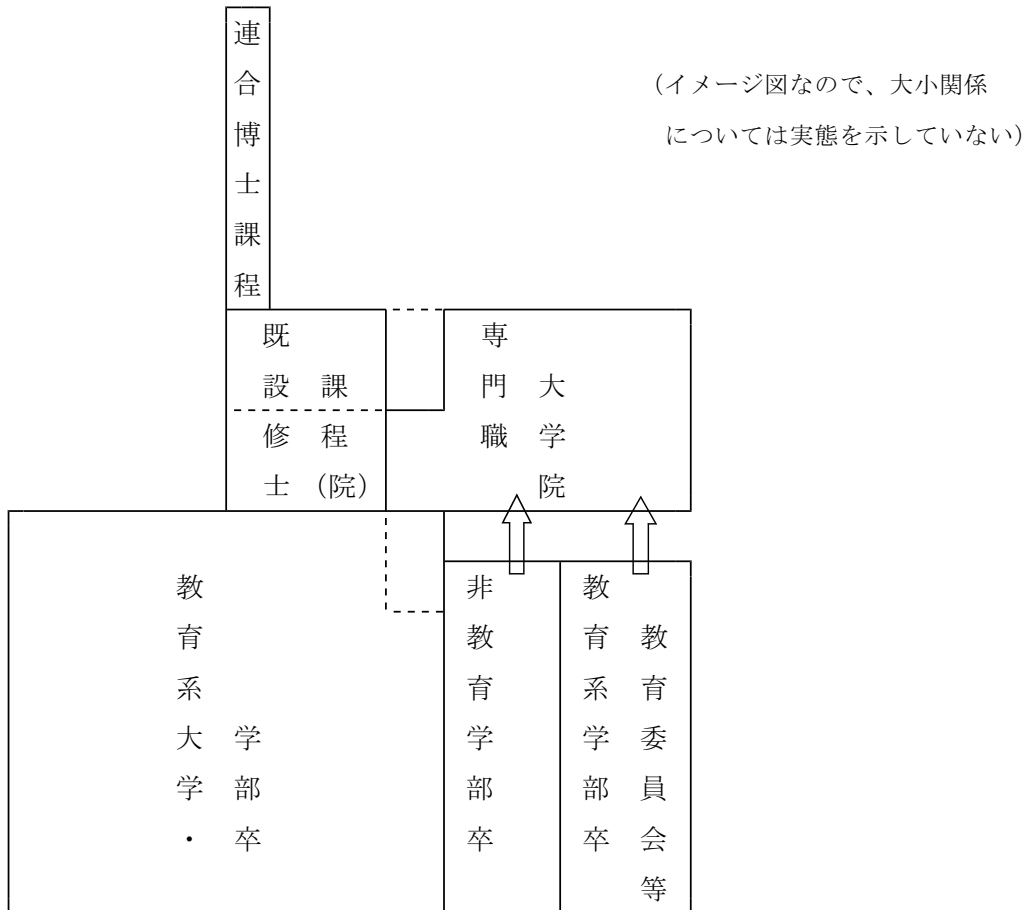 連合博士課程
（イメージ図なので、大小関係
については実態を示していない）
既設修士
課程（院）
専門職
大学院
教育系大学・
学部卒
非教育学部卒
教育系学部卒
教育委員会等